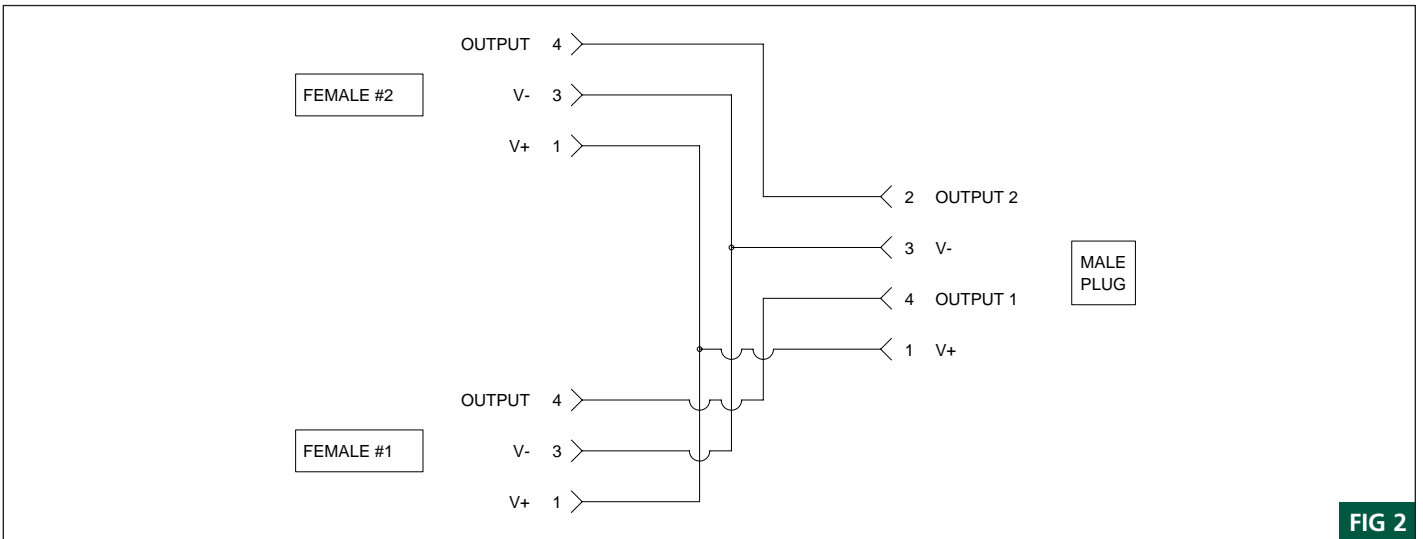 OUTPUT 4
FEMALE #2
V- 3
V+ 1
2 OUTPUT 2
3 V-
MALE
PLUG
4 OUTPUT 1
1 V+
OUTPUT 4
FEMALE #1
V- 3
V+ 1
FIG 2